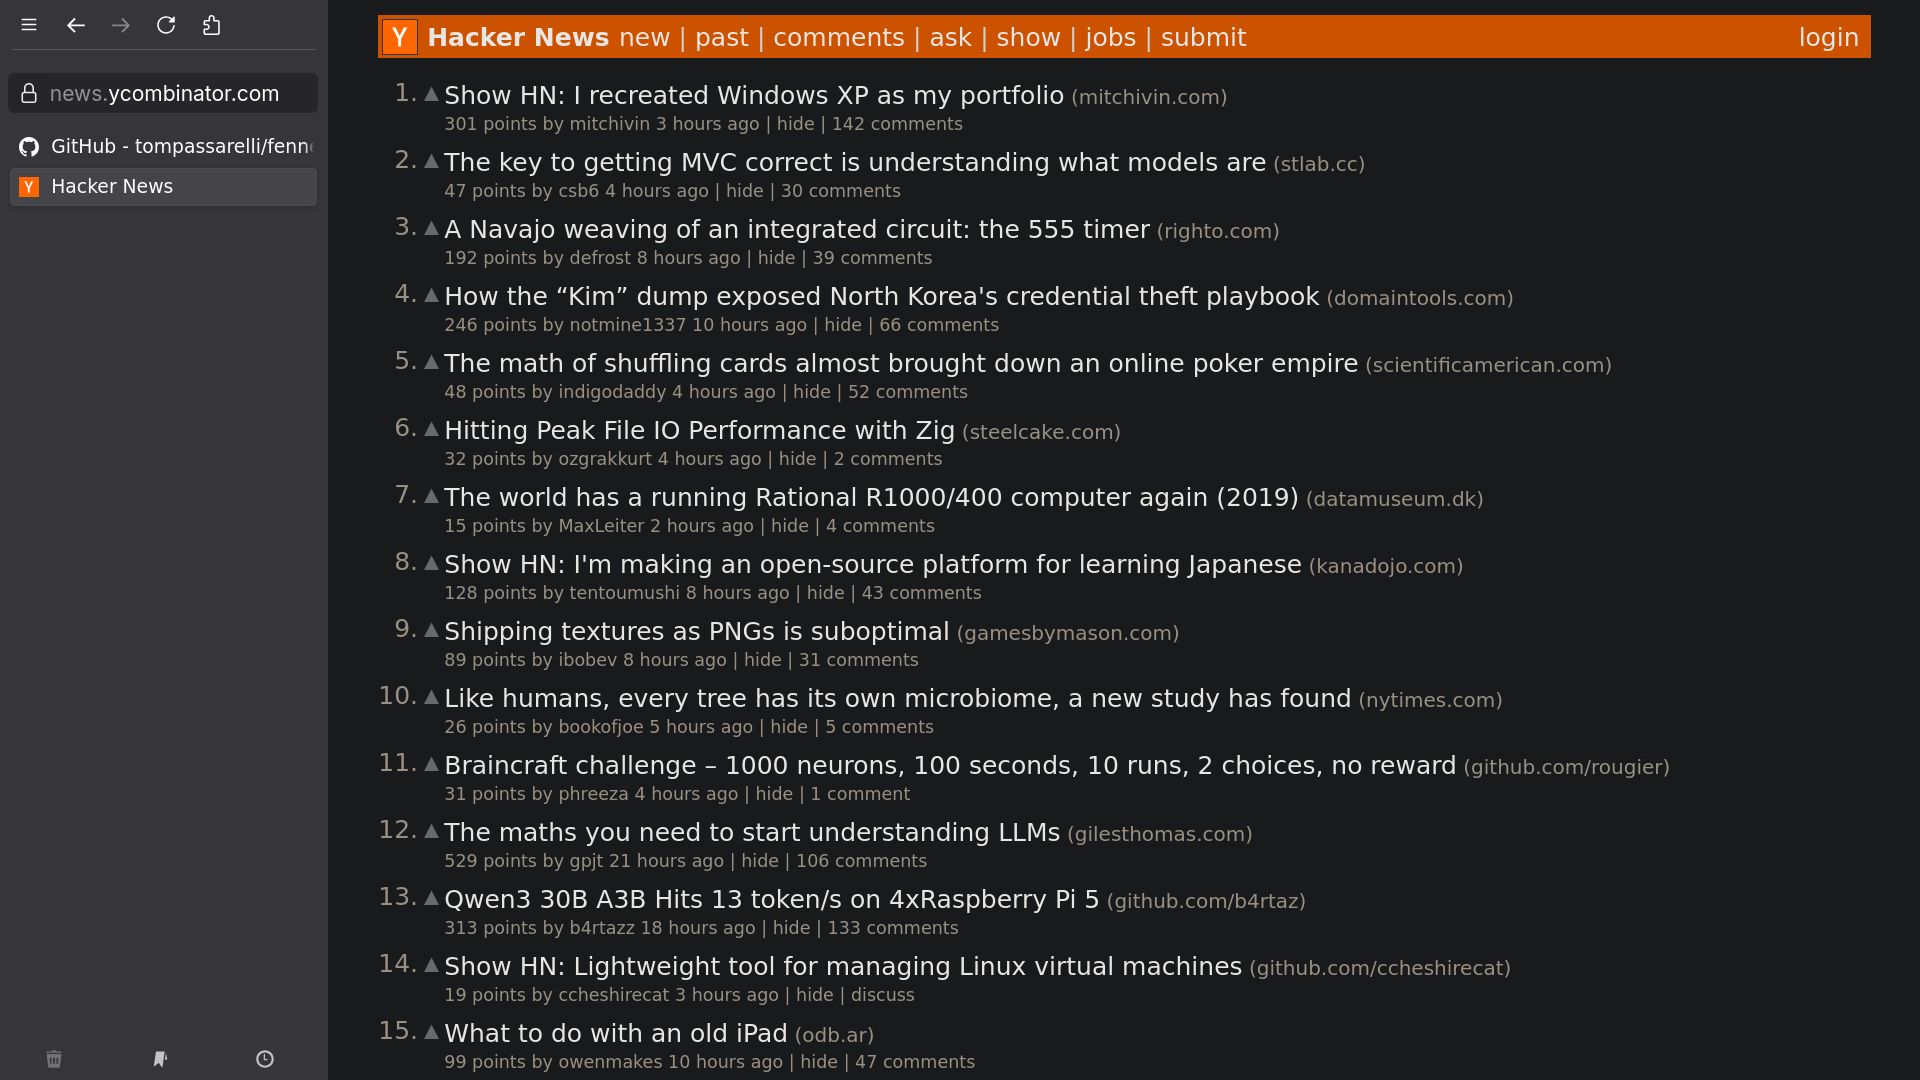 news.ycombinator.com
GitHub - tompassarelli/fenn
Hacker News
Y Hacker News new | past | comments | ask | show | jobs | submit login
1. Show HN: I recreated Windows XP as my portfolio (mitchivin.com)
301 points by mitchivin 3 hours ago | hide | 142 comments
2. The key to getting MVC correct is understanding what models are (stlab.cc)
47 points by csb6 4 hours ago | hide | 30 comments
3. A Navajo weaving of an integrated circuit: the 555 timer (righto.com)
192 points by defrost 8 hours ago | hide | 39 comments
4. How the “Kim” dump exposed North Korea's credential theft playbook (domaintools.com)
246 points by notmine1337 10 hours ago | hide | 66 comments
5. The math of shuffling cards almost brought down an online poker empire (scientificamerican.com)
48 points by indigodaddy 4 hours ago | hide | 52 comments
6. Hitting Peak File IO Performance with Zig (steelcake.com)
32 points by ozgrakkurt 4 hours ago | hide | 2 comments
7. The world has a running Rational R1000/400 computer again (2019) (datamuseum.dk)
15 points by MaxLeiter 2 hours ago | hide | 4 comments
8. Show HN: I'm making an open-source platform for learning Japanese (kanadojo.com)
128 points by tentoumushi 8 hours ago | hide | 43 comments
9. Shipping textures as PNGs is suboptimal (gamesbymason.com)
89 points by ibobev 8 hours ago | hide | 31 comments
10. Like humans, every tree has its own microbiome, a new study has found (nytimes.com)
26 points by bookofjoe 5 hours ago | hide | 5 comments
11. Braincraft challenge – 1000 neurons, 100 seconds, 10 runs, 2 choices, no reward (github.com/rougier)
31 points by phreeza 4 hours ago | hide | 1 comment
12. The maths you need to start understanding LLMs (gilesthomas.com)
529 points by gpjt 21 hours ago | hide | 106 comments
13. Qwen3 30B A3B Hits 13 token/s on 4xRaspberry Pi 5 (github.com/b4rtaz)
313 points by b4rtazz 18 hours ago | hide | 133 comments
14. Show HN: Lightweight tool for managing Linux virtual machines (github.com/ccheshirecat)
19 points by ccheshirecat 3 hours ago | hide | discuss
15. What to do with an old iPad (odb.ar)
99 points by owenmakes 10 hours ago | hide | 47 comments